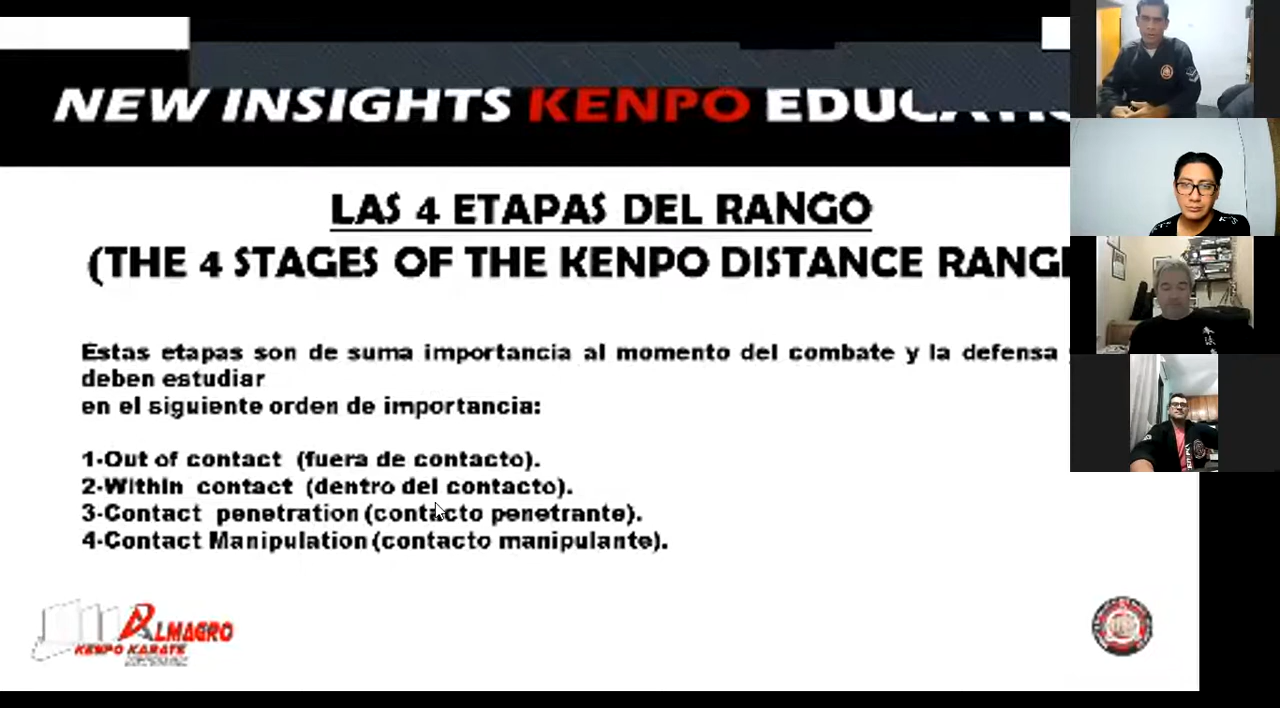 NEW INSIGHTS KENPO
LAS 4 ETAPAS DEL RANGO
(THE 4 STAGES OF THE KENPO DISTANCE
Estas etapas son de suma importancia al momento del combate y la defensa
deben estudiar
en el siguiente orden de importancia:
1-Out of contact (fuera de contacto).
2-Within contact (dentro del contacto).
3-Contact penetration (contacto penetrante).
4-Contact Manipulation (contacto manipulante).
ALMAGRO
KENPO KARATE